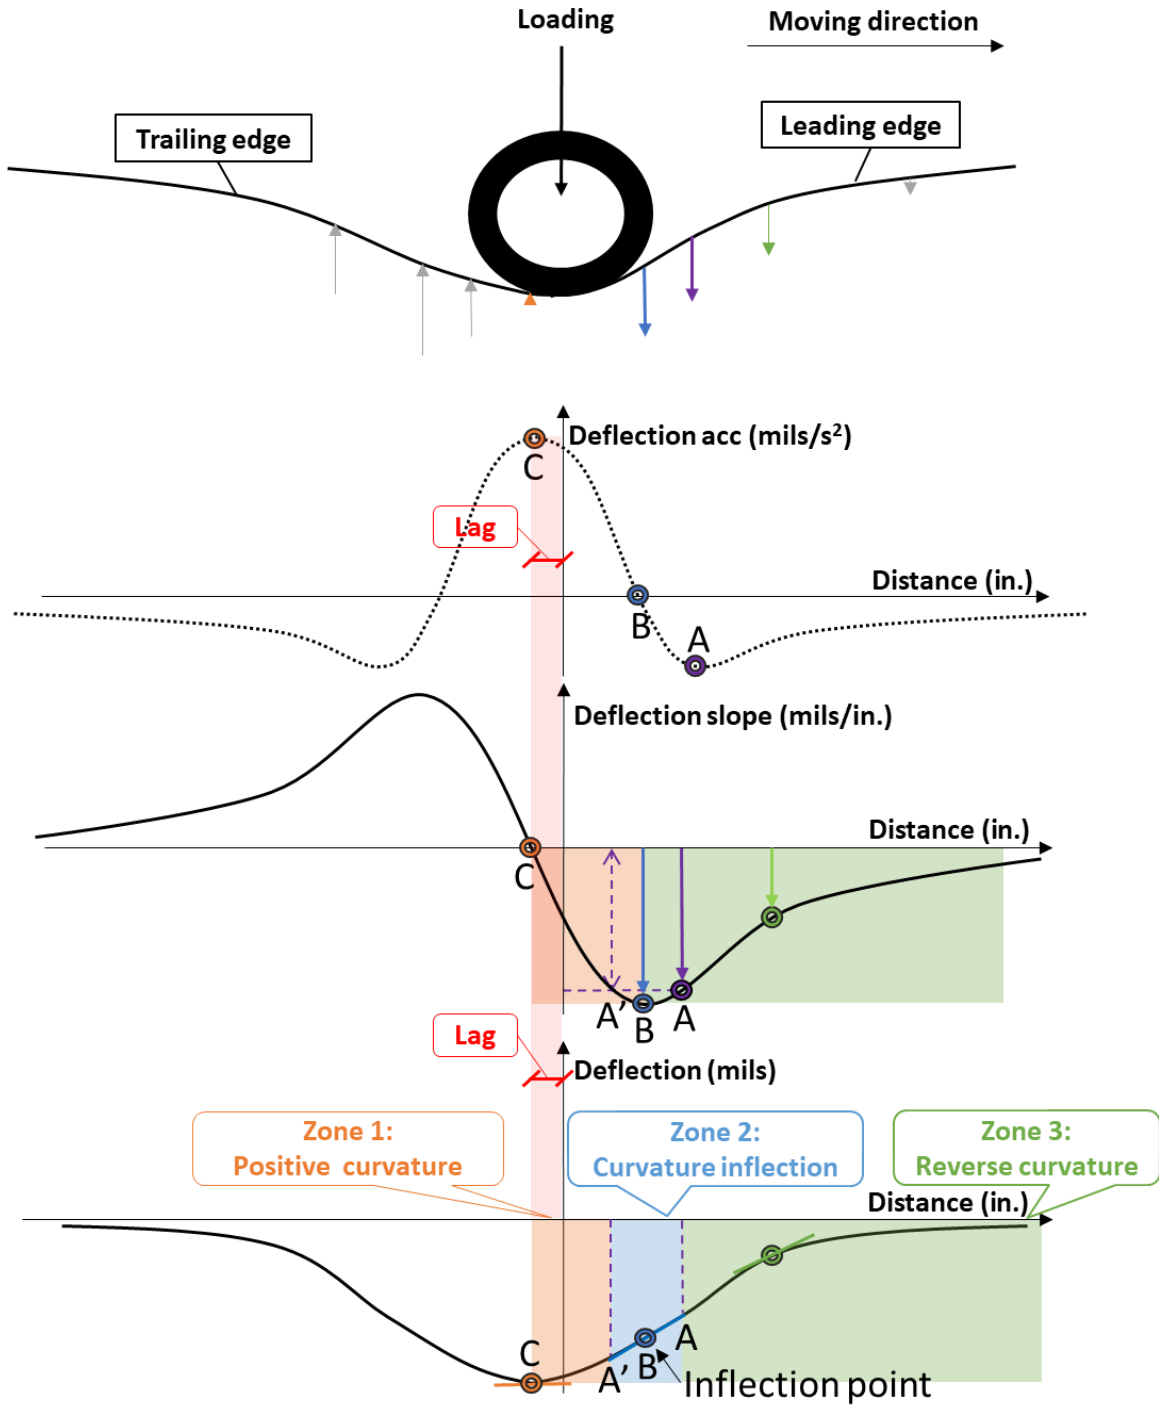 Loading
Moving direction
Trailing edge
Leading edge
Deflection acc (mils/s²)
C
Lag
Distance (in.)
B
A
Deflection slope (mils/in.)
Distance (in.)
C
A'
B
A
Lag
Deflection (mils)
Zone 1:
Positive curvature
Zone 2:
Curvature inflection
Zone 3:
Reverse curvature
Distance (in.)
C
A'
B
A
Inflection point